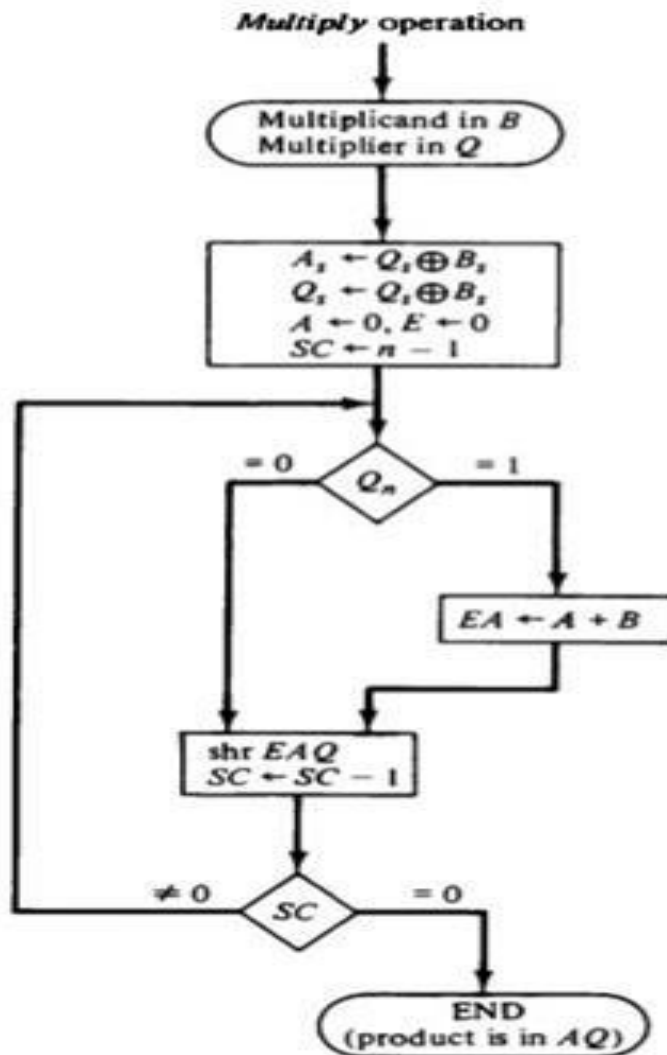 Multiply operation
Multiplicand in B
Multiplier in Q
Aₛ ← Qₛ ⊕ Bₛ
Qₛ ← Qₛ ⊕ Bₛ
A ← 0, E ← 0
SC ← n − 1
= 0
= 1
Qₙ
EA ← A + B
shr EAQ
SC ← SC − 1
≠ 0
= 0
SC
END
(product is in AQ)